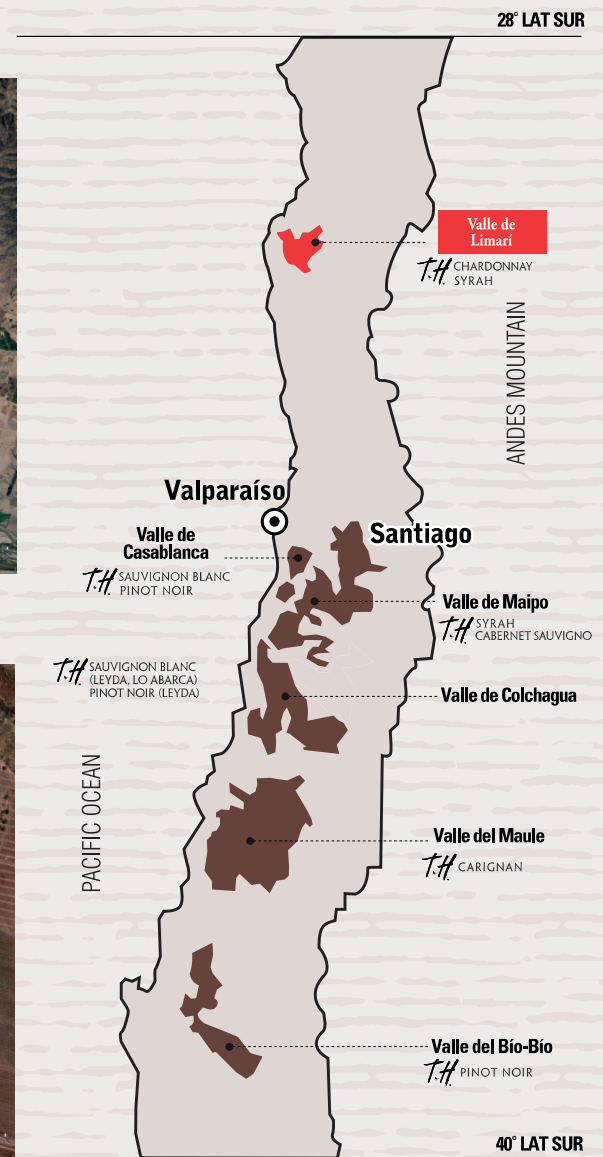 28° LAT SUR
Valle de
Limarí
T.H. CHARDONNAY
SYRAH
ANDES MOUNTAIN
Valparaíso
Santiago
Valle de
Casablanca
T.H. SAUVIGNON BLANC
PINOT NOIR
Valle de Maipo
T.H. SYRAH
CABERNET SAUVIGNO
T.H. SAUVIGNON BLANC
(LEYDA, LO ABARCA)
PINOT NOIR (LEYDA)
Valle de Colchagua
PACIFIC OCEAN
Valle del Maule
T.H. CARIGNAN
Valle del Bío-Bío
T.H. PINOT NOIR
40° LAT SUR